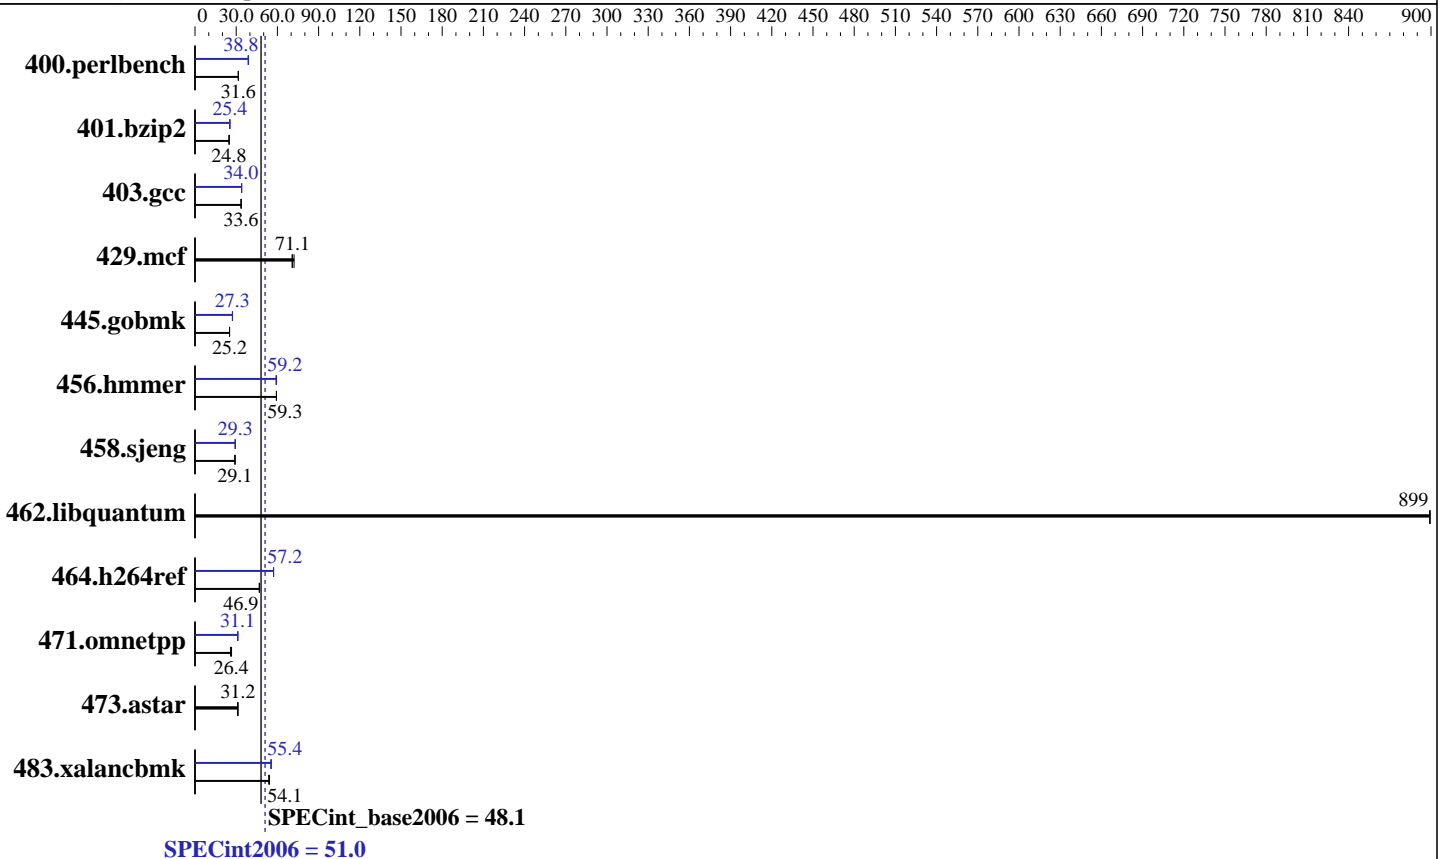 0 30.0 60.0 90.0 120 150 180 210 240 270 300 330 360 390 420 450 480 510 540 570 600 630 660 690 720 750 780 810 840 900
38.8
400.perlbench
31.6
25.4
401.bzip2
24.8
34.0
403.gcc
33.6
71.1
429.mcf
27.3
445.gobmk
25.2
59.2
456.hmmer
59.3
29.3
458.sjeng
29.1
899
462.libquantum
57.2
464.h264ref
46.9
31.1
471.omnetpp
26.4
31.2
473.astar
55.4
483.xalancbmk
54.1
SPECint_base2006 = 48.1
SPECint2006 = 51.0